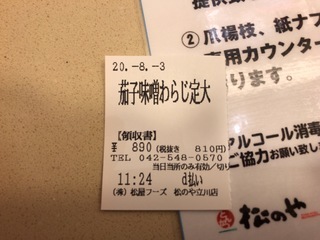 20.-8.-3
茄子味噌わらじ定大
【領収書】
¥ 890(税抜き 810円)
TEL 042-548-0570
当日当所のみ有効/切り
11:24 d払い
(株)松屋フーズ 松のや立川店
② 爪楊枝、紙ナフ
専用カウンター
ります。
ルコール消毒
ご協力お願い致し
松のや